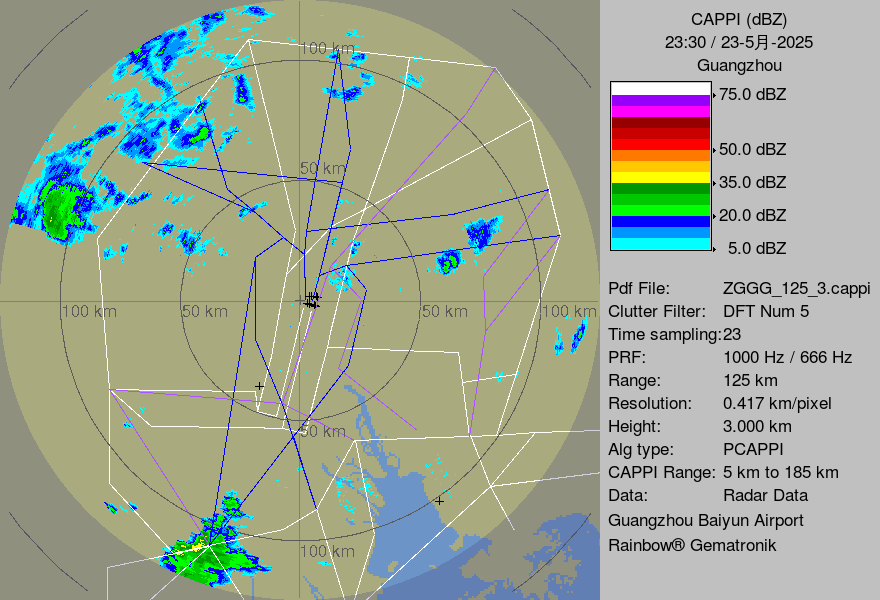 CAPPI (dBZ)
23:30 / 23-5月-2025
Guangzhou
75.0 dBZ
50.0 dBZ
35.0 dBZ
20.0 dBZ
5.0 dBZ
Pdf File: ZGGG_125_3.cappi
Clutter Filter: DFT Num 5
Time sampling:23
PRF: 1000 Hz / 666 Hz
Range: 125 km
Resolution: 0.417 km/pixel
Height: 3.000 km
Alg type: PCAPPI
CAPPI Range: 5 km to 185 km
Data: Radar Data
Guangzhou Baiyun Airport
Rainbow® Gematronik
100 km
50 km
100 km 50 km 50 km 100 km
50 km
100 km